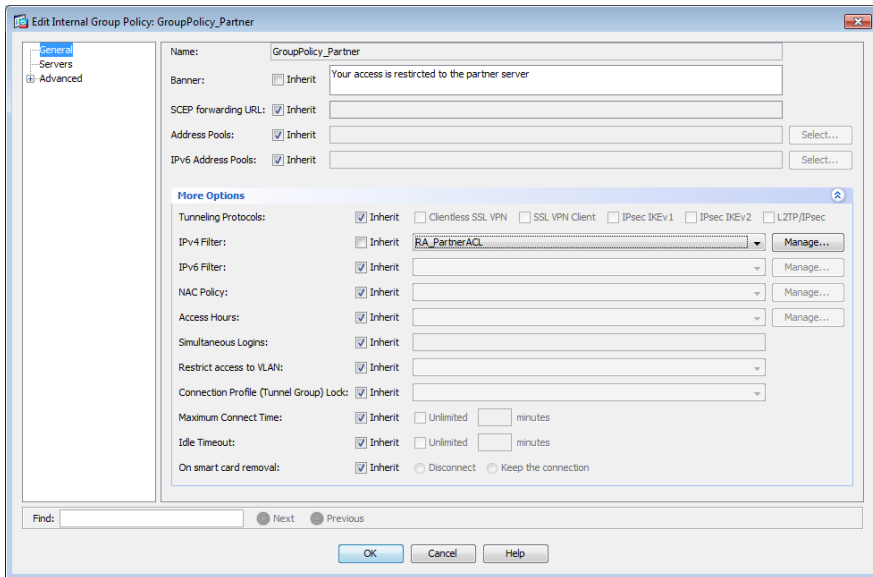 Edit Internal Group Policy: GroupPolicy_Partner
General
Servers
Advanced
Name: GroupPolicy_Partner
Banner: Inherit Your access is restircted to the partner server
SCEP forwarding URL: Inherit
Address Pools: Inherit Select...
IPv6 Address Pools: Inherit Select...
More Options
Tunneling Protocols: Inherit Clientless SSL VPN SSL VPN Client IPsec IKEv1 IPsec IKEv2 L2TP/IPsec
IPv4 Filter: Inherit RA_PartnerACL Manage...
IPv6 Filter: Inherit Manage...
NAC Policy: Inherit Manage...
Access Hours: Inherit Manage...
Simultaneous Logins: Inherit
Restrict access to VLAN: Inherit
Connection Profile (Tunnel Group) Lock: Inherit
Maximum Connect Time: Inherit Unlimited minutes
Idle Timeout: Inherit Unlimited minutes
On smart card removal: Inherit Disconnect Keep the connection
Find: Next Previous
OK Cancel Help